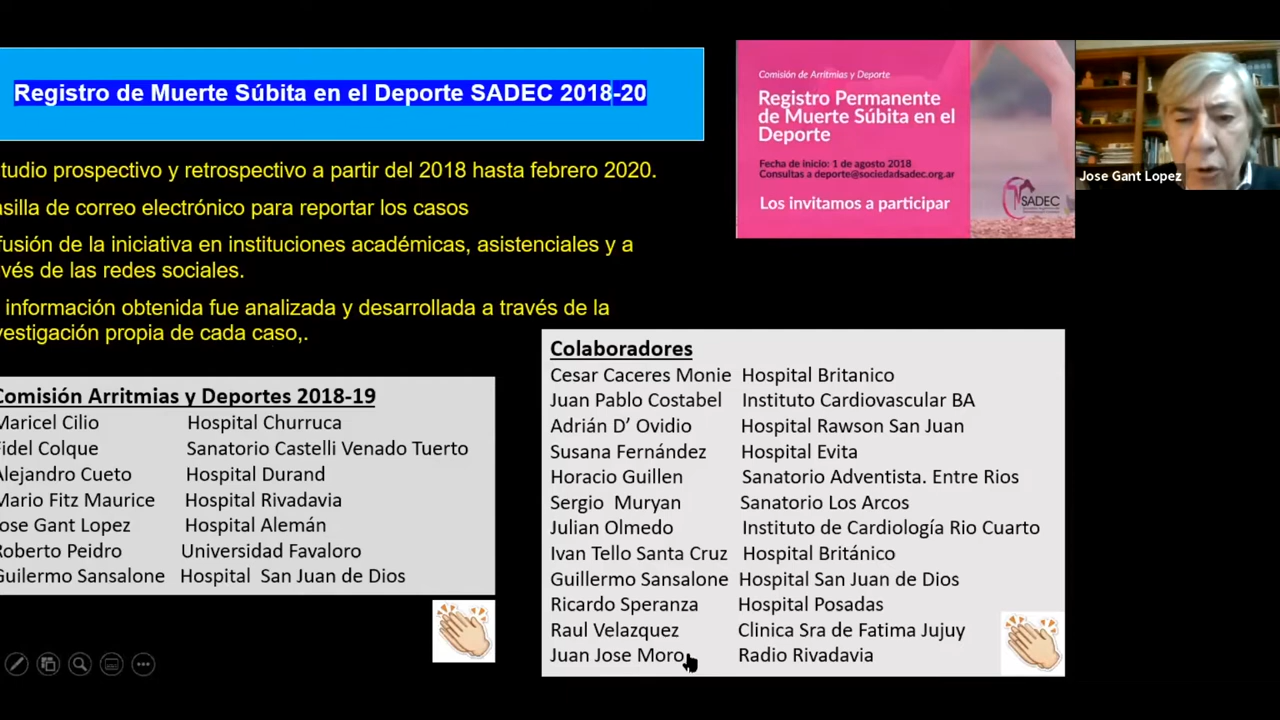 Registro de Muerte Súbita en el Deporte SADEC 2018-20
tudio prospectivo y retrospectivo a partir del 2018 hasta febrero 2020.
asilla de correo electrónico para reportar los casos
fusión de la iniciativa en instituciones académicas, asistenciales y a
vés de las redes sociales.
información obtenida fue analizada y desarrollada a través de la
vestigación propia de cada caso,.
Comisión de Arritmias y Deporte
Registro Permanente
de Muerte Súbita en el
Deporte
Fecha de inicio: 1 de agosto 2018
Consultas a deporte@sociedadsadec.org.ar
Los invitamos a participar
SADEC
Jose Gant Lopez
Comisión Arritmias y Deportes 2018-19
Maricel Cilio Hospital Churruca
Fidel Colque Sanatorio Castelli Venado Tuerto
Alejandro Cueto Hospital Durand
Mario Fitz Maurice Hospital Rivadavia
Jose Gant Lopez Hospital Alemán
Roberto Peidro Universidad Favaloro
Guilermo Sansalone Hospital San Juan de Dios
Colaboradores
Cesar Caceres Monie Hospital Britanico
Juan Pablo Costabel Instituto Cardiovascular BA
Adrián D’ Ovidio Hospital Rawson San Juan
Susana Fernández Hospital Evita
Horacio Guillen Sanatorio Adventista. Entre Rios
Sergio Muryan Sanatorio Los Arcos
Julian Olmedo Instituto de Cardiología Rio Cuarto
Ivan Tello Santa Cruz Hospital Británico
Guillermo Sansalone Hospital San Juan de Dios
Ricardo Speranza Hospital Posadas
Raul Velazquez Clinica Sra de Fatima Jujuy
Juan Jose Moro Radio Rivadavia